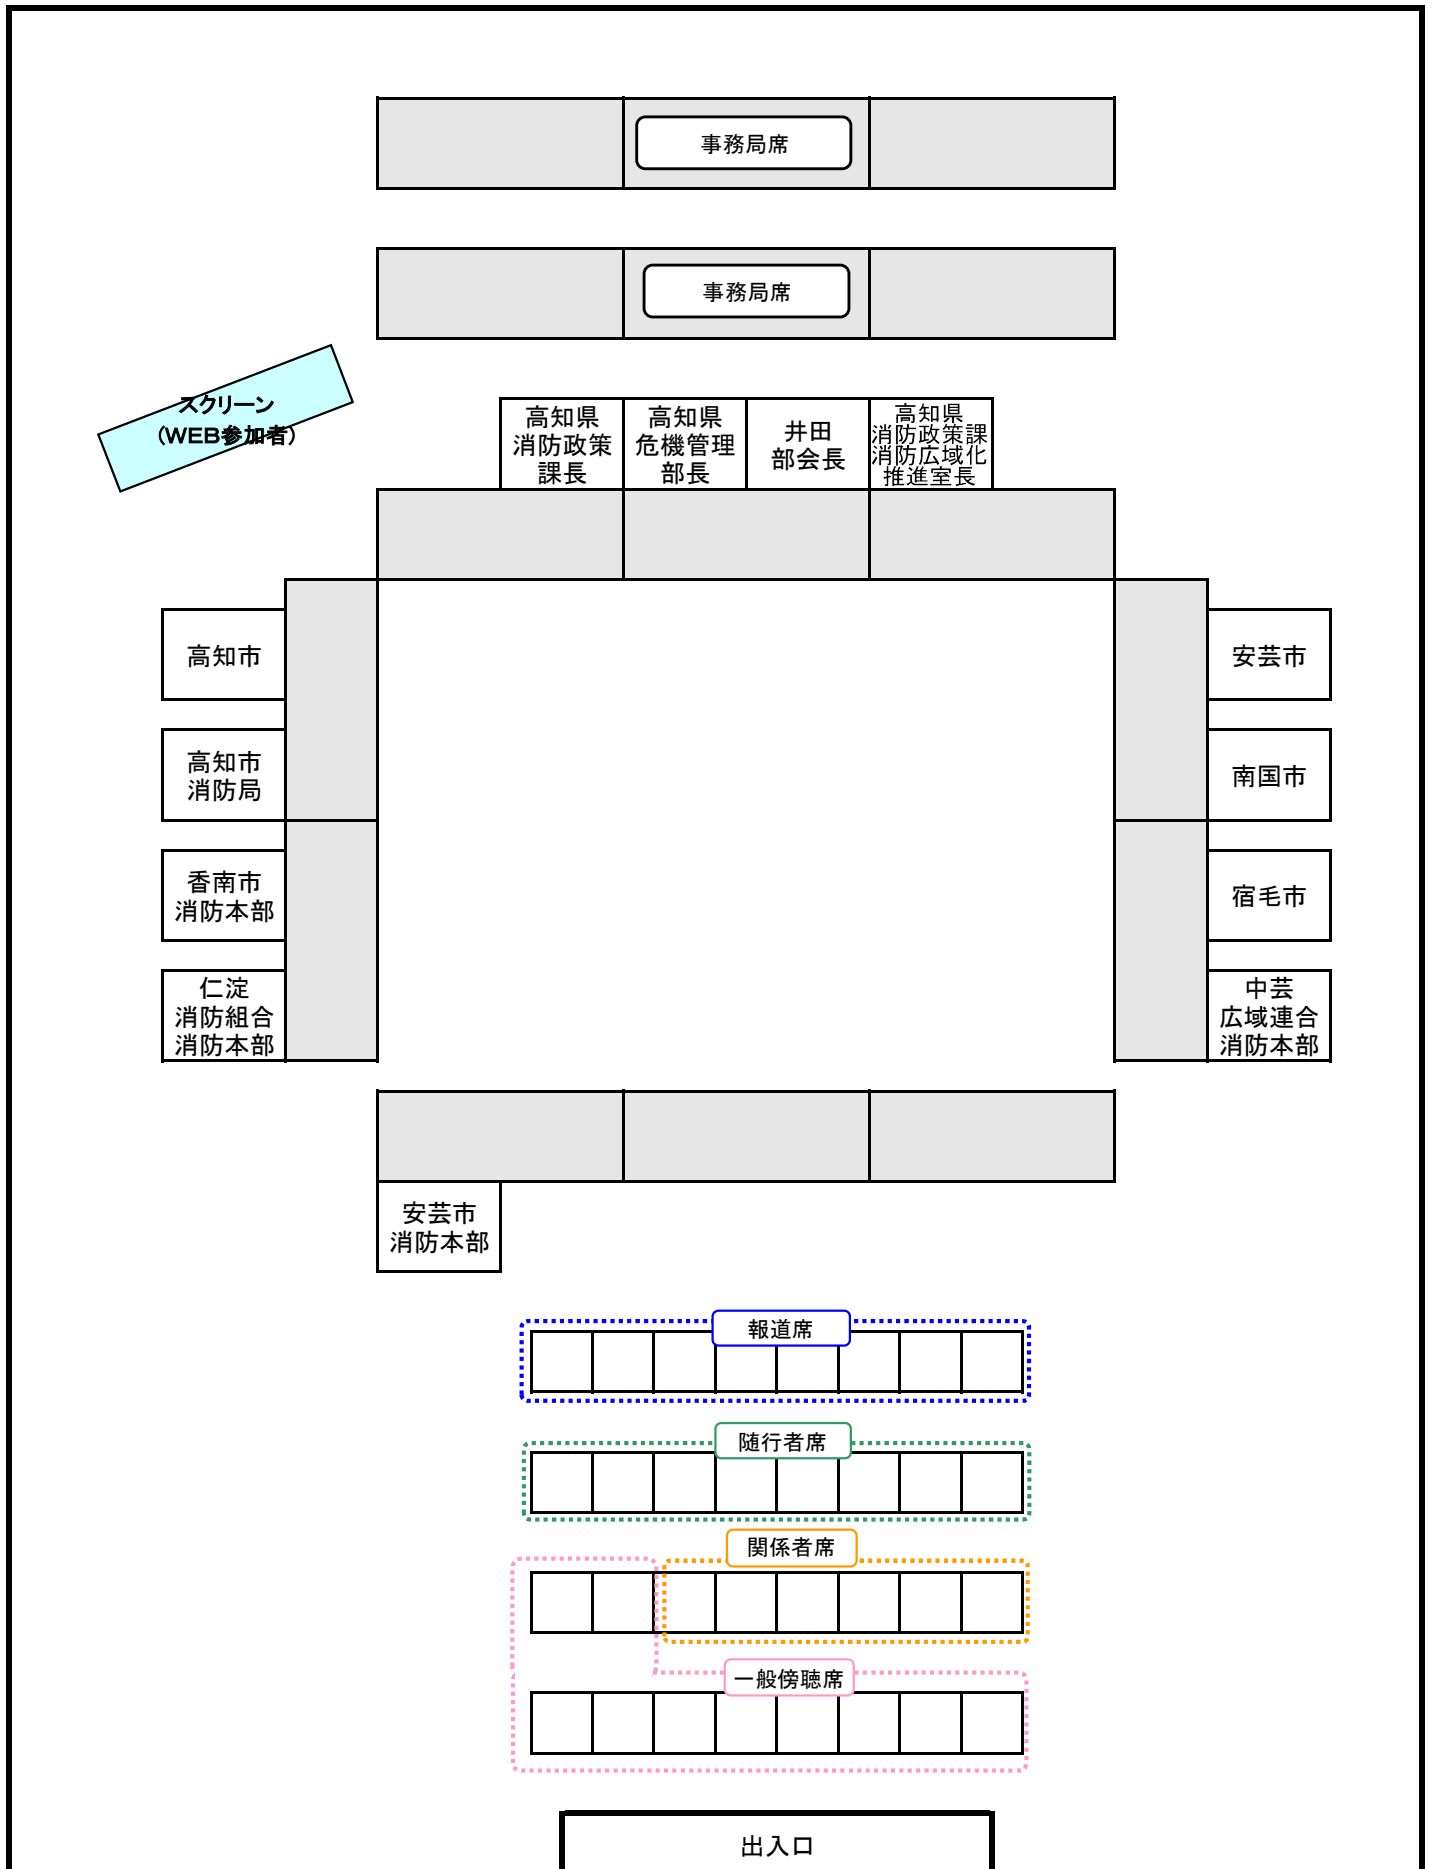 事務局席
事務局席
スクリーン
（WEB参加者）
高知県
消防政策
課長
高知県
危機管理
部長
井田
部会長
高知県
消防政策課
消防広域化
推進室長
高知市
安芸市
高知市
消防局
南国市
香南市
消防本部
宿毛市
仁淀
消防組合
消防本部
中芸
広域連合
消防本部
安芸市
消防本部
報道席
随行者席
関係者席
一般傍聴席
出入口